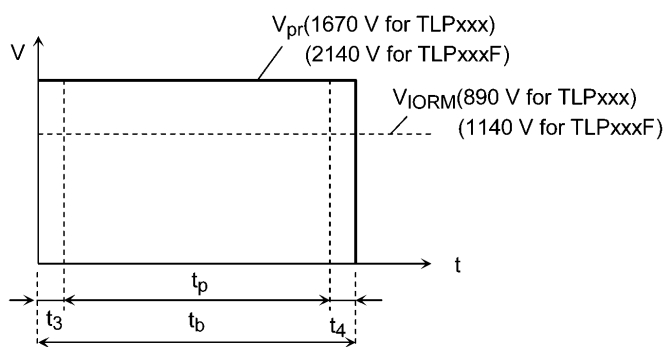 Vpr(1670 V for TLPxxx)
(2140 V for TLPxxxF)
V
VIORM(890 V for TLPxxx)
(1140 V for TLPxxxF)
t
tp
t3
tb
t4